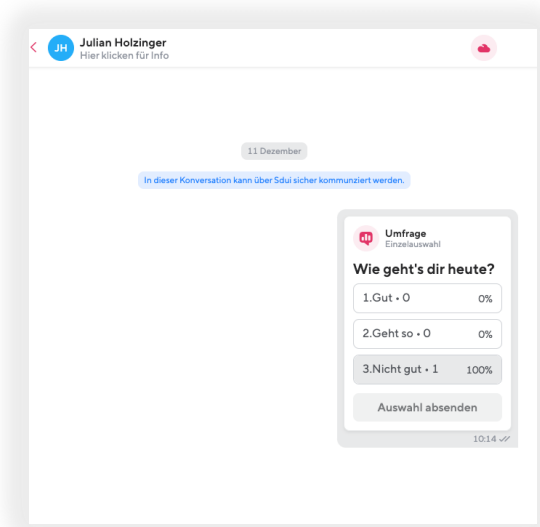 JH
Julian Holzinger
Hier klicken für Info
11 Dezember
In dieser Konversation kann über Sdui sicher kommunziert werden.
Umfrage
Einzelauswahl
Wie geht's dir heute?
1.Gut • 0 0%
2.Geht so • 0 0%
3.Nicht gut • 1 100%
Auswahl absenden
10:14